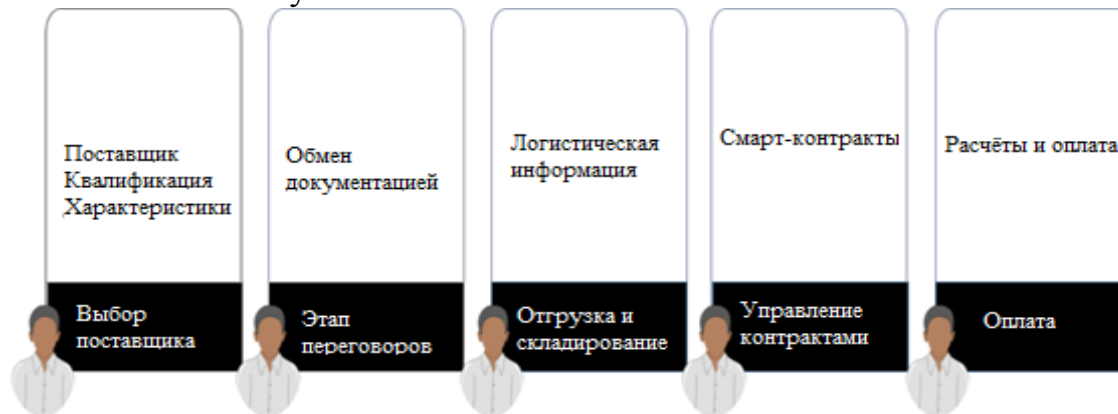 Поставщик
Квалификация
Характеристики
Выбор
поставщика
Обмен
документацией
Этап
переговоров
Логистическая
информация
Отгрузка и
складирование
Смарт-контракты
Управление
контрактами
Расчёты и оплата
Оплата